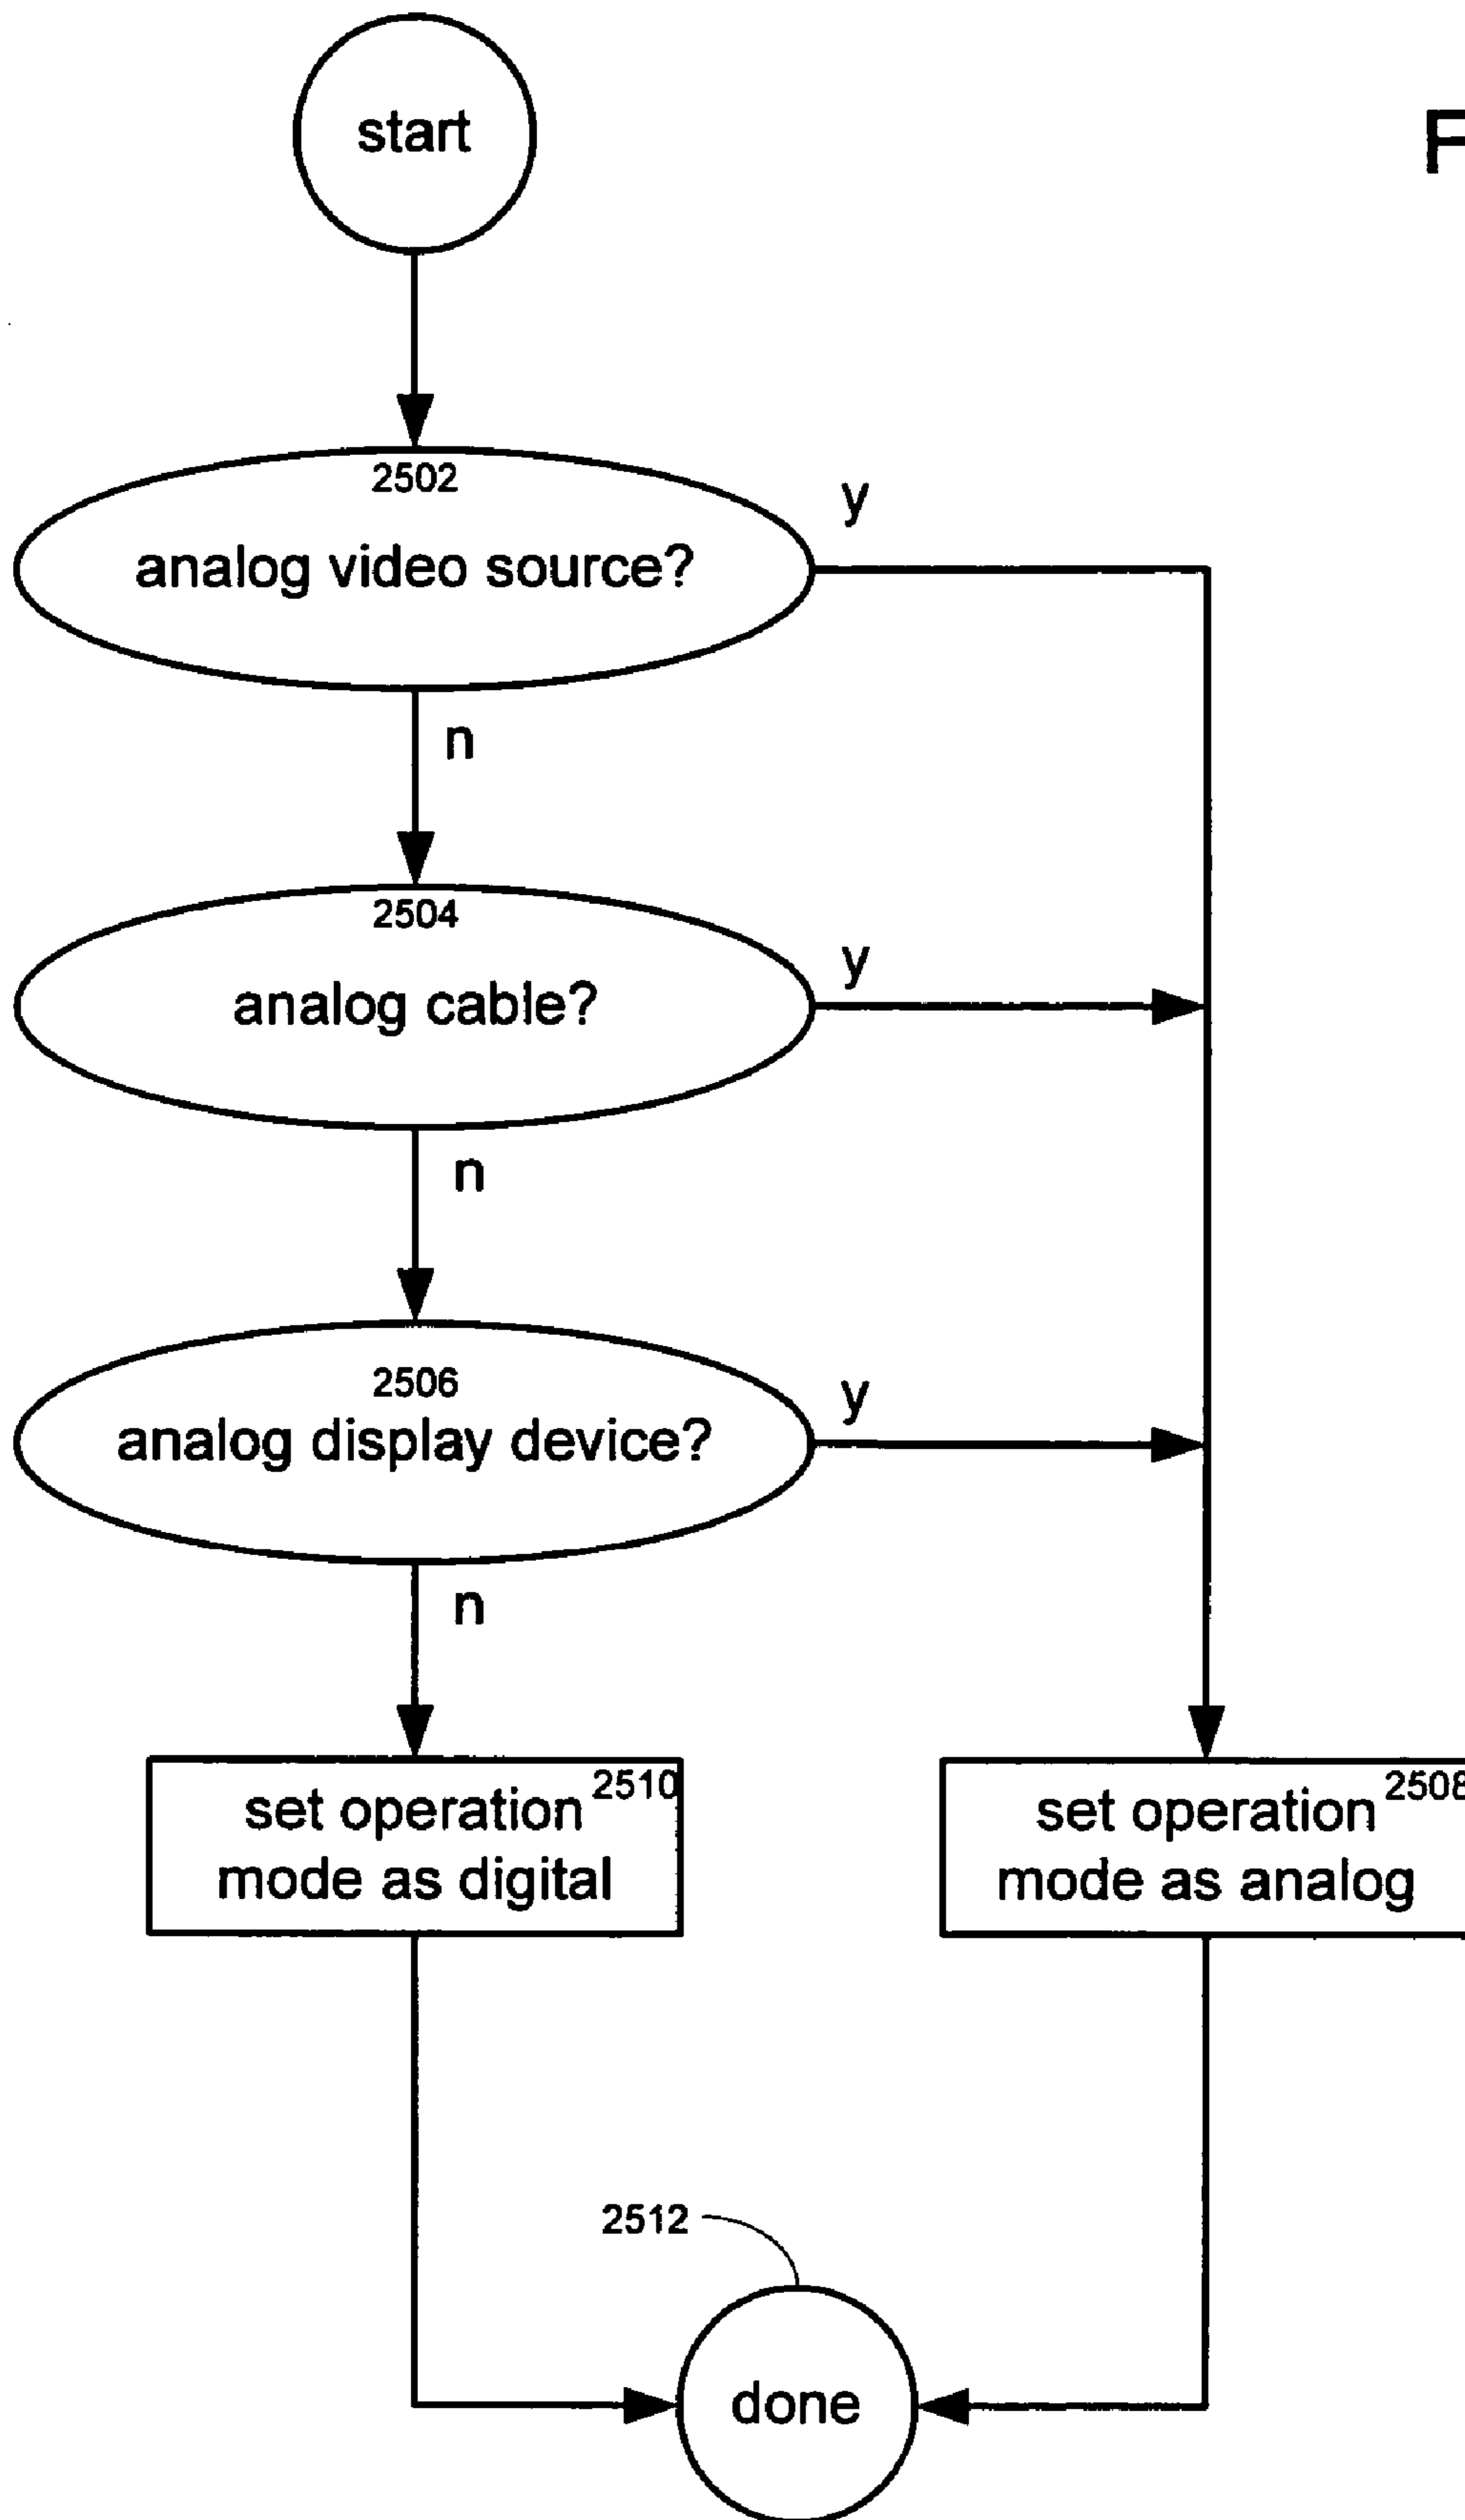 start
F
2502
analog video source?
y
n
2504
analog cable?
y
n
2506
analog display device?
y
n
2510
set operation
mode as digital
2508
set operation
mode as analog
2512
done